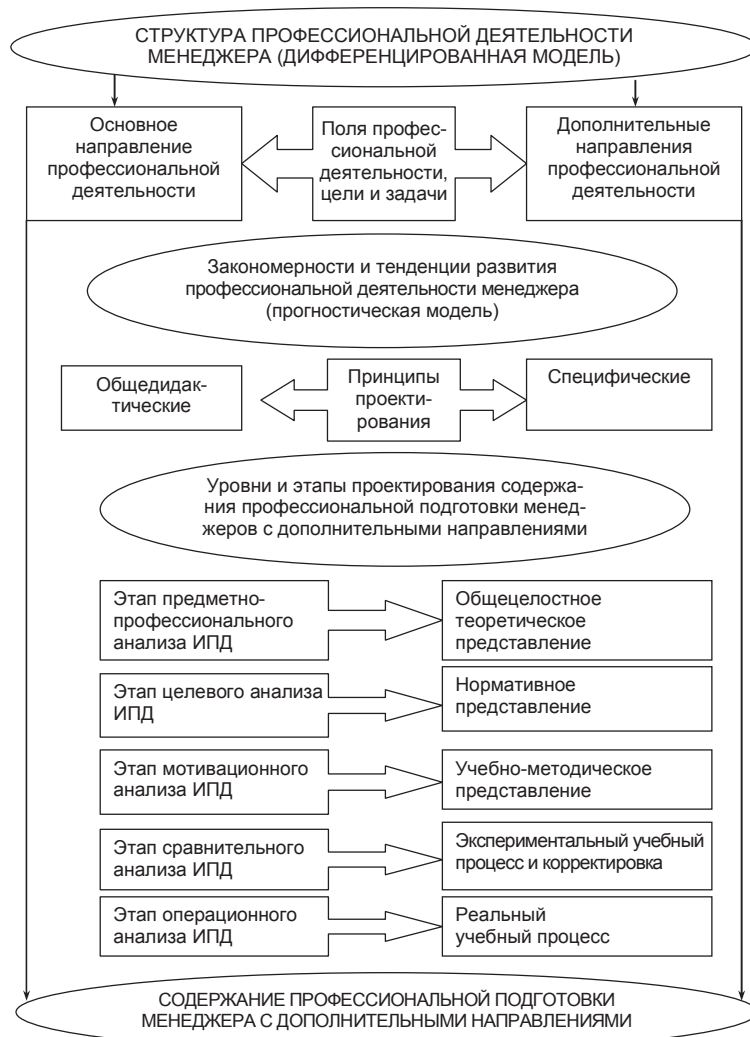 СТРУКТУРА ПРОФЕССИОНАЛЬНОЙ ДЕЯТЕЛЬНОСТИ
МЕНЕДЖЕРА (ДИФФЕРЕНЦИРОВАННАЯ МОДЕЛЬ)
Основное
направление
профессиональной
деятельности
Поля профес-
сиональной
деятельности,
цели и задачи
Дополнительные
направления
профессиональной
деятельности
Закономерности и тенденции развития
профессиональной деятельности менеджера
(прогностическая модель)
Общедидак-
тические
Принципы
проекти-
рования
Специфические
Уровни и этапы проектирования содержа-
ния профессиональной подготовки менед-
жеров с дополнительными направлениями
Этап предметно-
профессионального
анализа ИПД
Общецелостное
теоретическое
представление
Этап целевого анализа
ИПД
Нормативное
представление
Этап мотивационного
анализа ИПД
Учебно-методическое
представление
Этап сравнительного
анализа ИПД
Экспериментальный учебный
процесс и корректировка
Этап операционного
анализа ИПД
Реальный
учебный процесс
СОДЕРЖАНИЕ ПРОФЕССИОНАЛЬНОЙ ПОДГОТОВКИ
МЕНЕДЖЕРА С ДОПОЛНИТЕЛЬНЫМИ НАПРАВЛЕНИЯМИ